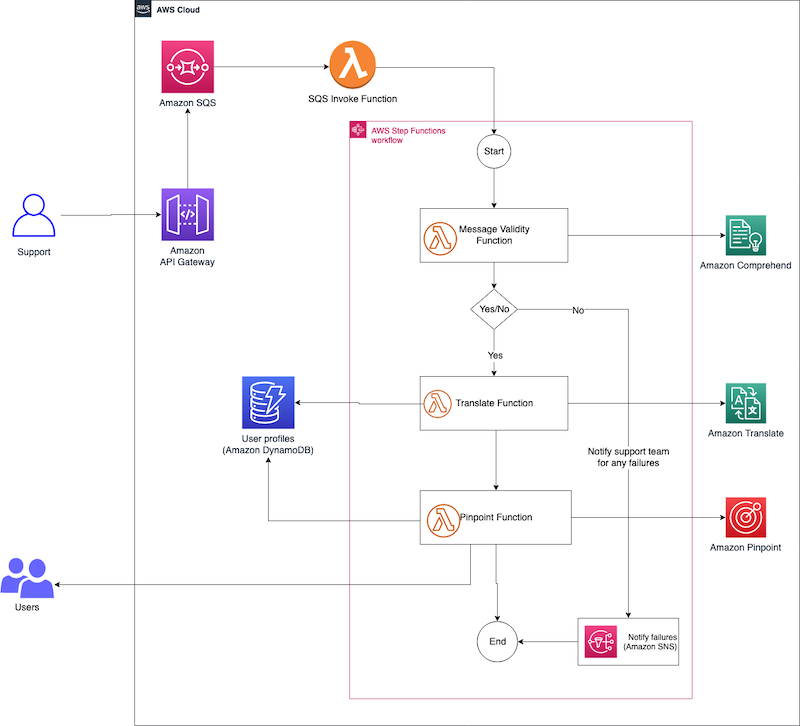 aws
AWS Cloud
Amazon SQS
SQS Invoke Function
AWS Step Functions
workflow
Start
Support
Amazon
API Gateway
Message Validity
Function
Amazon Comprehend
Yes/No
No
Yes
User profiles
(Amazon DynamoDB)
Translate Function
A
文
Amazon Translate
Notify support team
for any failures
Pinpoint Function
Amazon Pinpoint
Users
End
Notify failures
(Amazon SNS)